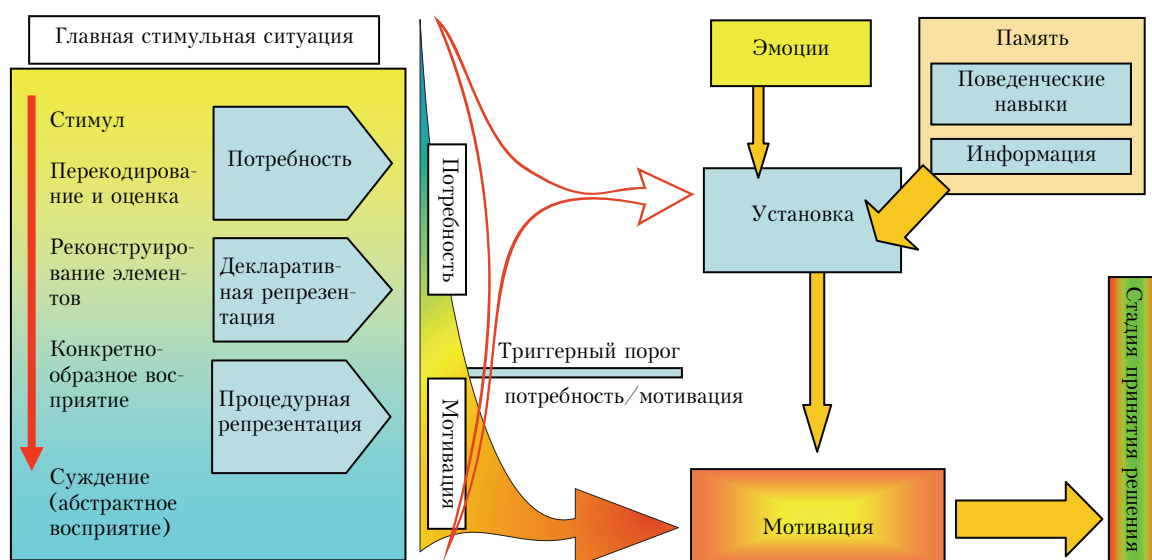 Главная стимульная ситуация
Стимул
Перекодирова-
ние и оценка
Реконструиро-
вание элемен-
тов
Конкретно-
образное вос-
приятие
Суждение
(абстрактное
восприятие)
Потребность
Декларатив-
ная репрезен-
тация
Процедурная
репрезентация
Потребность
Мотивация
Триггерный порог
потребность/мотивация
Эмоции
Память
Поведенческие
навыки
Информация
Установка
Мотивация
Стадия принятия решения